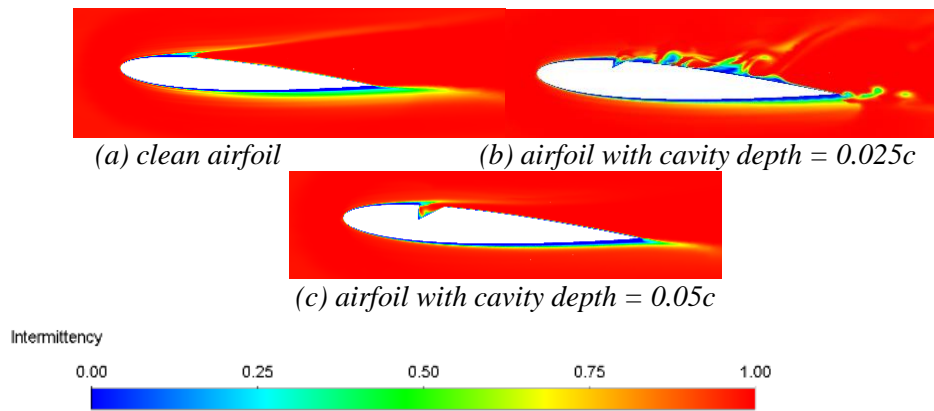 (a) clean airfoil
(b) airfoil with cavity depth = 0.025c
(c) airfoil with cavity depth = 0.05c
Intermittency
0.00 0.25 0.50 0.75 1.00